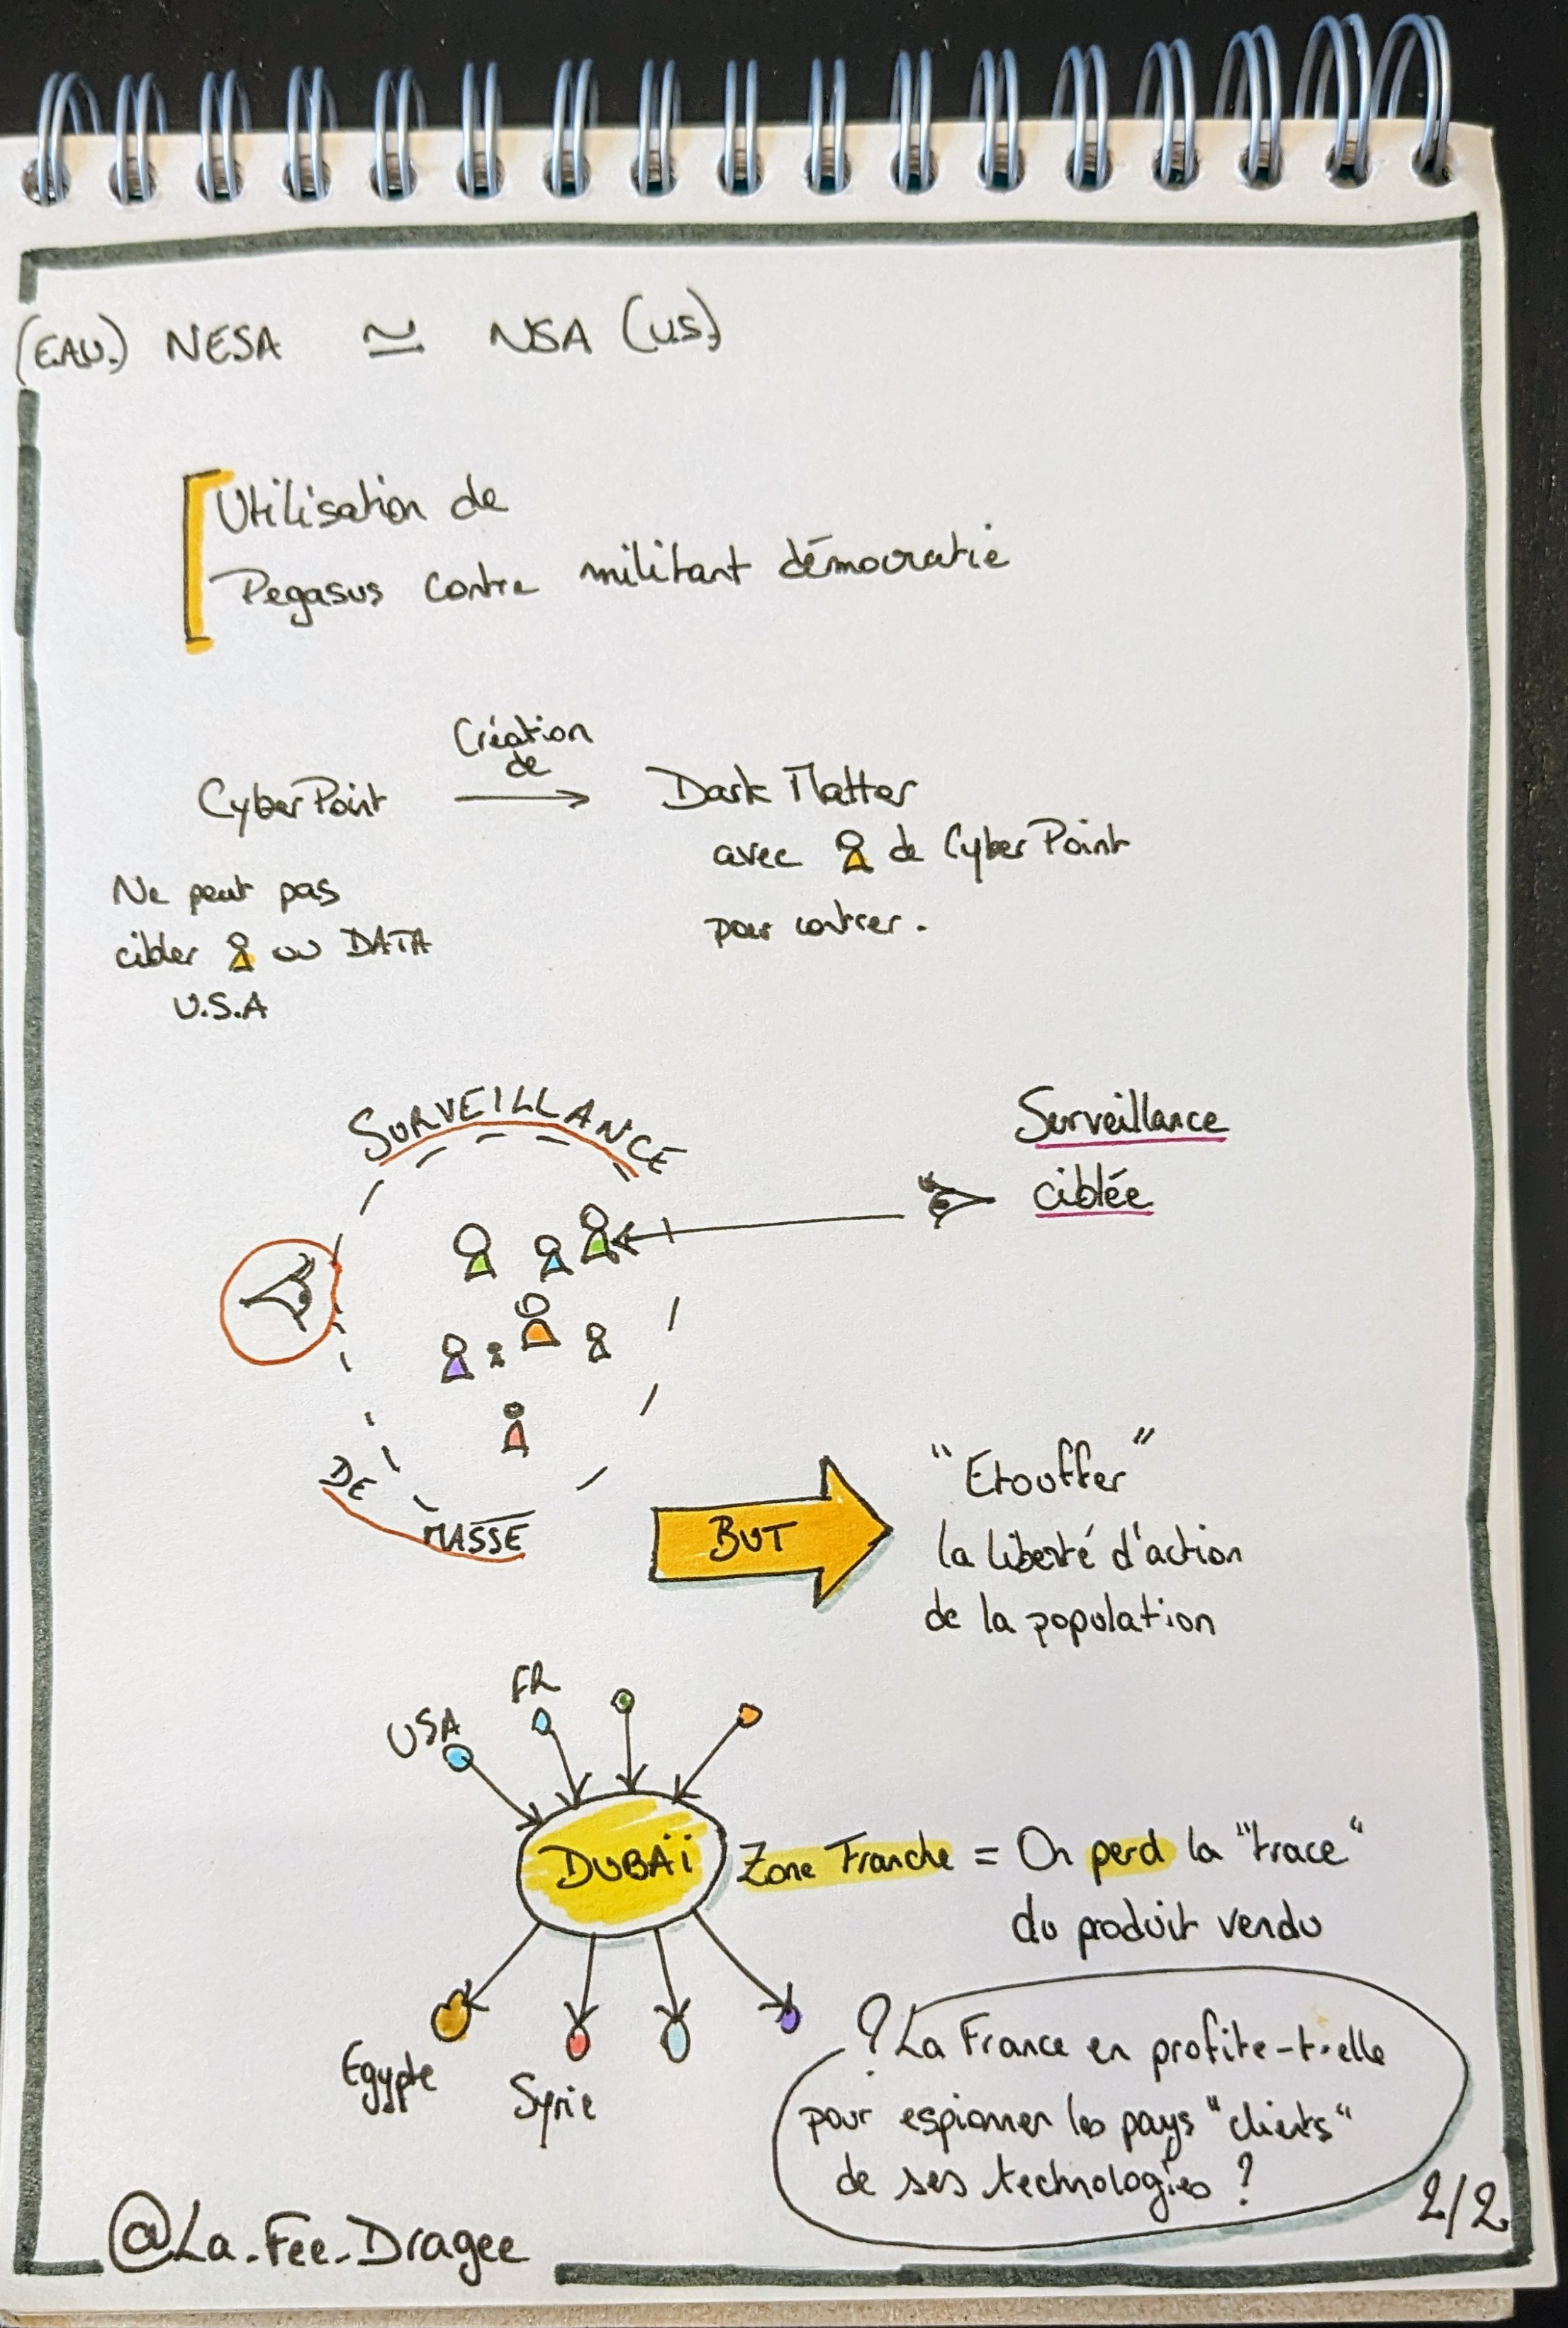 (E.A.U.) NESA ≃ NSA (US)
Utilisation de
Pegasus contre militant démocratie
CyberPoint
Création
de
Dark Matter
avec de CyberPoint
pour contrer.
Ne peut pas
cibler ou DATA
U.S.A
SURVEILLANCE
DE
MASSE
Surveillance
ciblée
BUT
"Etouffer"
la liberté d'action
de la population
USA
FR
DUBAÏ
Zone Franche = On perd la "trace"
du produit vendu
Egypte
Syrie
? La France en profite-t-elle
pour espionner les pays "clients"
de ses technologies ?
@La-Fee-Dragee
2/2